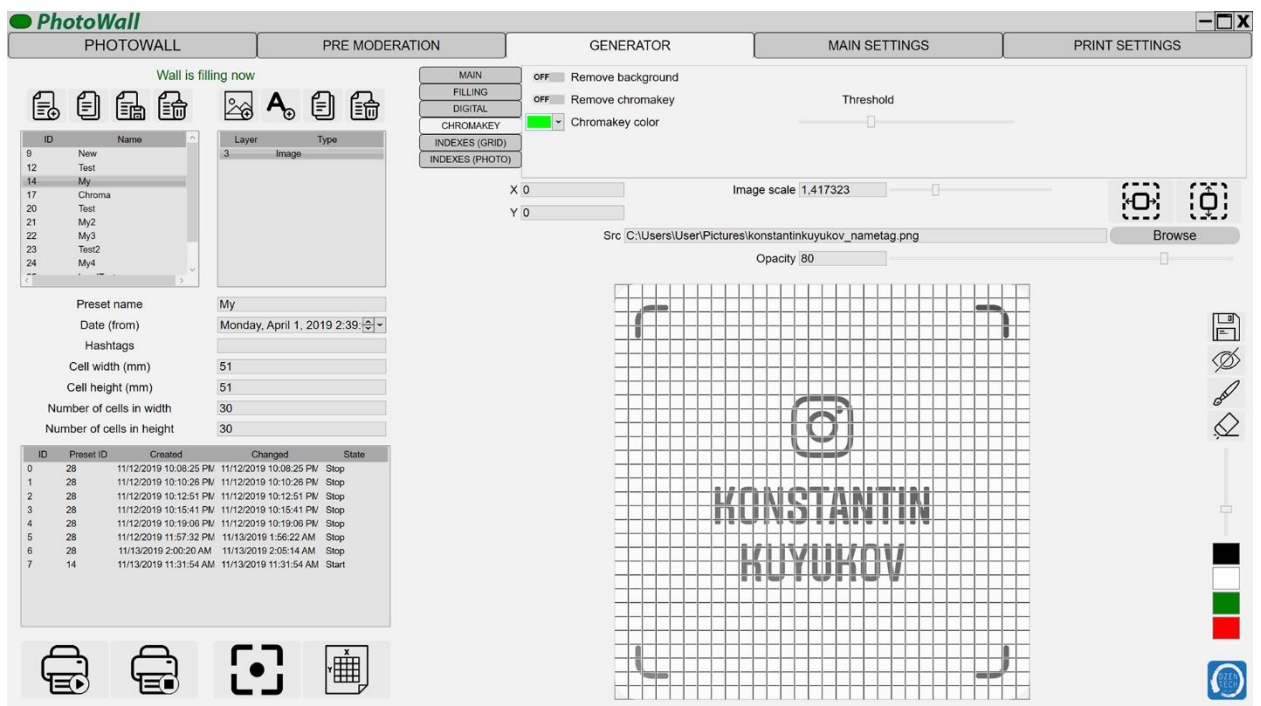 PhotoWall
PHOTOWALL
PRE MODERATION
GENERATOR
MAIN SETTINGS
PRINT SETTINGS
Wall is filling now
ID Name
9 New
12 Test
14 My
17 Chroma
20 Test
21 My2
22 My3
23 Test2
24 My4
Layer Type
3 Image
Preset name My
Date (from) Monday, April 1, 2019 2:39:
Hashtags
Cell width (mm) 51
Cell height (mm) 51
Number of cells in width 30
Number of cells in height 30
ID Preset ID Created Changed State
0 28 11/12/2019 10:08:25 PM 11/12/2019 10:08:25 PM Stop
1 28 11/12/2019 10:10:26 PM 11/12/2019 10:10:26 PM Stop
2 28 11/12/2019 10:12:51 PM 11/12/2019 10:12:51 PM Stop
3 28 11/12/2019 10:15:41 PM 11/12/2019 10:15:41 PM Stop
4 28 11/12/2019 10:19:06 PM 11/12/2019 10:19:06 PM Stop
5 28 11/12/2019 11:57:32 PM 11/13/2019 1:56:22 AM Stop
6 28 11/13/2019 2:00:20 AM 11/13/2019 2:05:14 AM Stop
7 14 11/13/2019 11:31:54 AM 11/13/2019 11:31:54 AM Start
X
Y
MAIN
FILLING
DIGITAL
CHROMAKEY
INDEXES (GRID)
INDEXES (PHOTO)
OFF Remove background
OFF Remove chromakey
Chromakey color
Threshold
X 0
Y 0
Image scale 1,417323
Src C:\Users\User\Pictures\konstantinkuyukov_nametag.png
Browse
Opacity 80
KONSTANTIN
KUYUKOV
DZEN
TECH